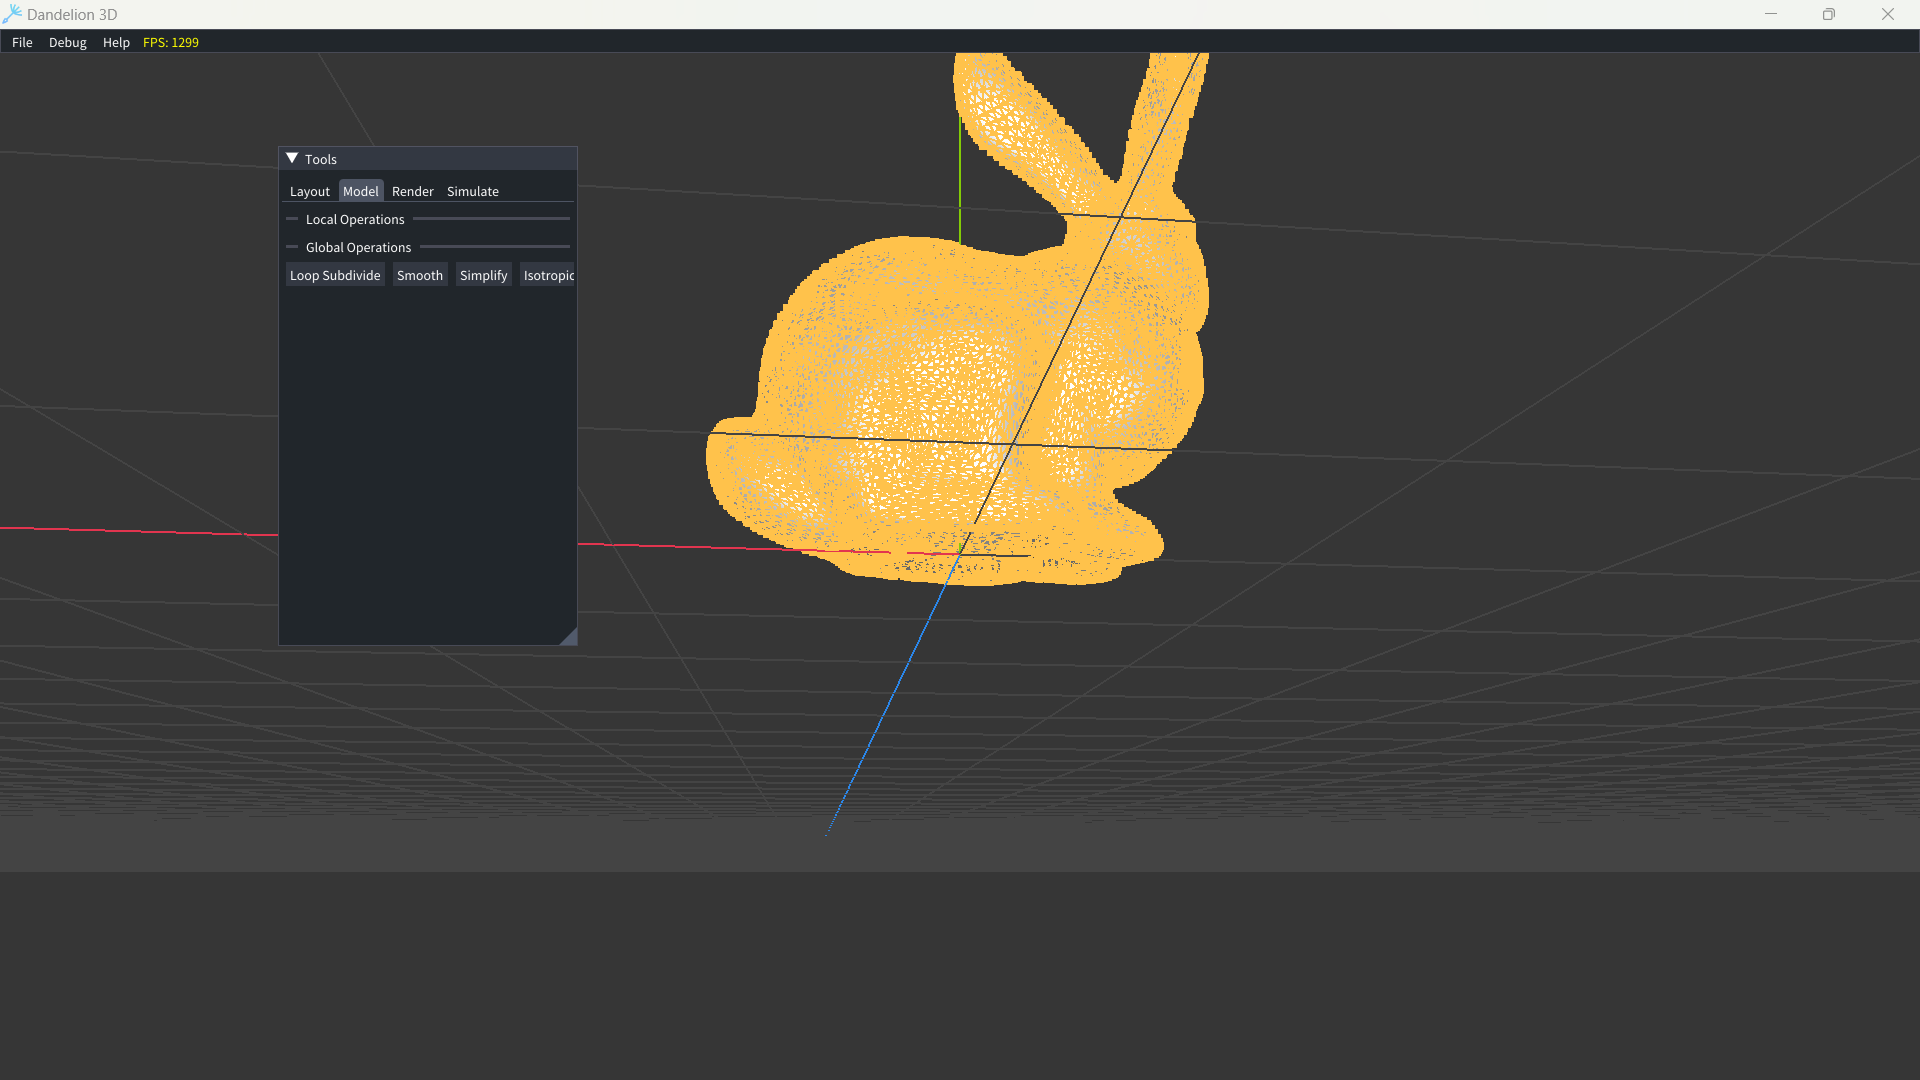 Dandelion 3D
File Debug Help FPS: 1299
Tools
Layout Model Render Simulate
Local Operations
Global Operations
Loop Subdivide Smooth Simplify Isotropic